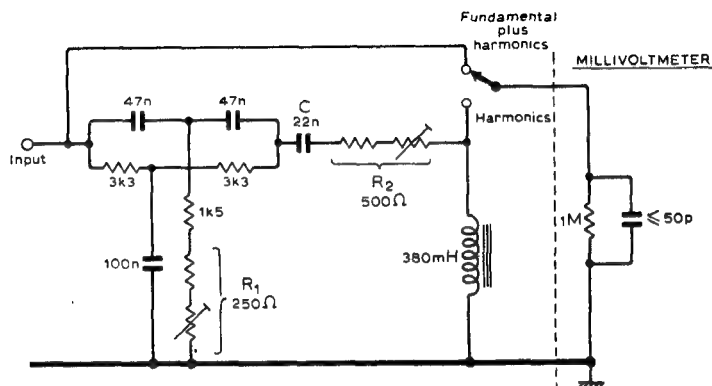 Fundamental
plus
harmonics
MILLIVOLTMETER
47n
47n
C
22n
Harmonics
Input
3k3
3k3
R2
500Ω
1k5
1M
≤50p
100n
R1
250Ω
380mH